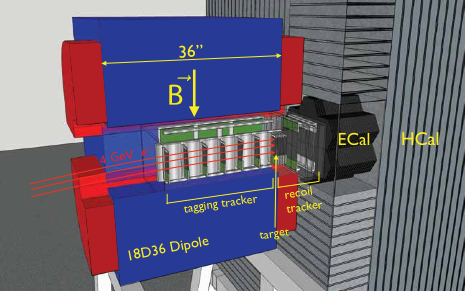 36"
B
ECal
HCal
4 GeV e⁻
tagging tracker
recoil
tracker
18D36 Dipole
target